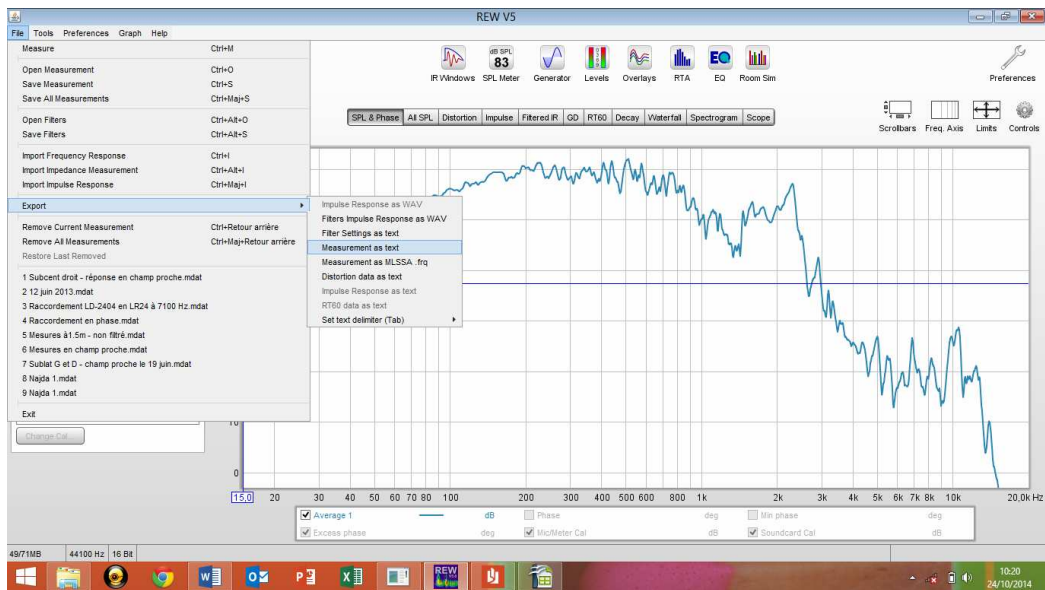 REW V5
File Tools Preferences Graph Help
Measure Ctrl+M
Open Measurement Ctrl+O
Save Measurement Ctrl+S
Save All Measurements Ctrl+Maj+S
Open Filters Ctrl+Alt+O
Save Filters Ctrl+Alt+S
Import Frequency Response Ctrl+I
Import Impedance Measurement Ctrl+Alt+I
Import Impulse Response Ctrl+Maj+I
Export
Remove Current Measurement Ctrl+Retour arrière
Remove All Measurements Ctrl+Maj+Retour arrière
Restore Last Removed
1 Subcent droit - réponse en champ proche.mdat
2 12 juin 2013.mdat
3 Raccordement LD-2404 en LR24 à 7100 Hz.mdat
4 Raccordement en phase.mdat
5 Mesures à1.5m - non filtré.mdat
6 Mesures en champ proche.mdat
7 Sublat G et D - champ proche le 19 juin.mdat
8 Najda 1.mdat
9 Najda 1.mdat
Exit
Impulse Response as WAV
Filters Impulse Response as WAV
Filter Settings as text
Measurement as text
Measurement as MLSSA .frq
Distortion data as text
Impulse Response as text
RT60 data as text
Set text delimiter (Tab)
dB SPL
83
EQ
IR Windows SPL Meter Generator Levels Overlays RTA EQ Room Sim
Preferences
SPL & Phase All SPL Distortion Impulse Filtered IR GD RT60 Decay Waterfall Spectrogram Scope
Scrollbars Freq. Axis Limits Controls
Change Cal...
10
0
15,0 20 30 40 50 60 70 80 100 200 300 400 500 600 800 1k 2k 3k 4k 5k 6k 7k 8k 10k 20,0k Hz
Average 1 dB Phase deg Min phase deg
Excess phase deg Mic/Meter Cal dB Soundcard Cal dB
49/71MB 44100 Hz 16 Bit
REW
10:20
24/10/2014